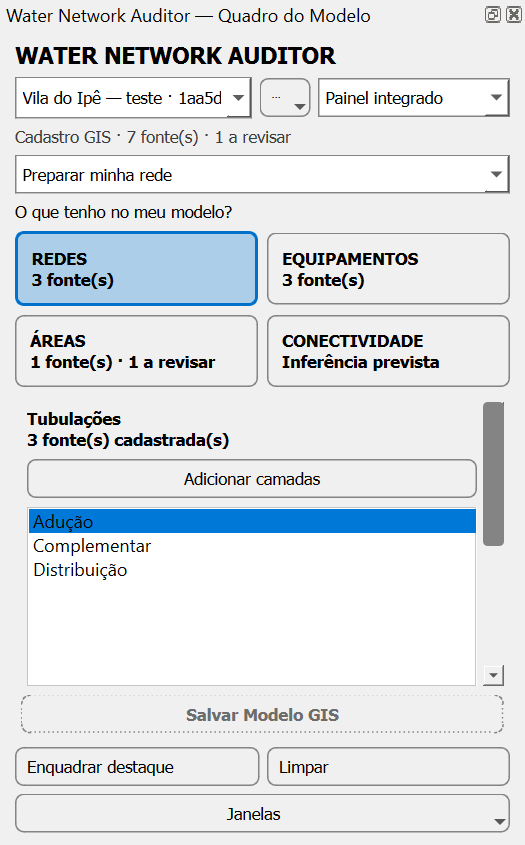 Water Network Auditor — Quadro do Modelo
WATER NETWORK AUDITOR
Vila do Ipê — teste · 1aa5d
...
Painel integrado
Cadastro GIS · 7 fonte(s) · 1 a revisar
Preparar minha rede
O que tenho no meu modelo?
REDES
3 fonte(s)
EQUIPAMENTOS
3 fonte(s)
ÁREAS
1 fonte(s) · 1 a revisar
CONECTIVIDADE
Inferência prevista
Tubulações
3 fonte(s) cadastrada(s)
Adicionar camadas
Adução
Complementar
Distribuição
Salvar Modelo GIS
Enquadrar destaque
Limpar
Janelas